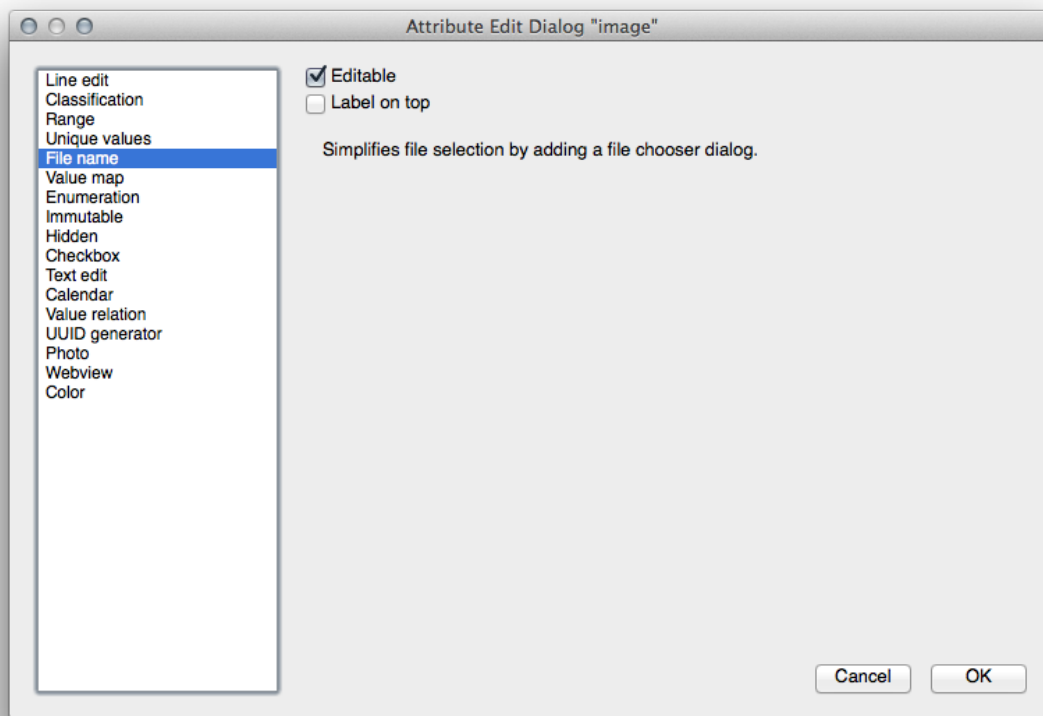 Attribute Edit Dialog "image"
Line edit
Classification
Range
Unique values
File name
Value map
Enumeration
Immutable
Hidden
Checkbox
Text edit
Calendar
Value relation
UUID generator
Photo
Webview
Color
Editable
Label on top
Simplifies file selection by adding a file chooser dialog.
Cancel
OK